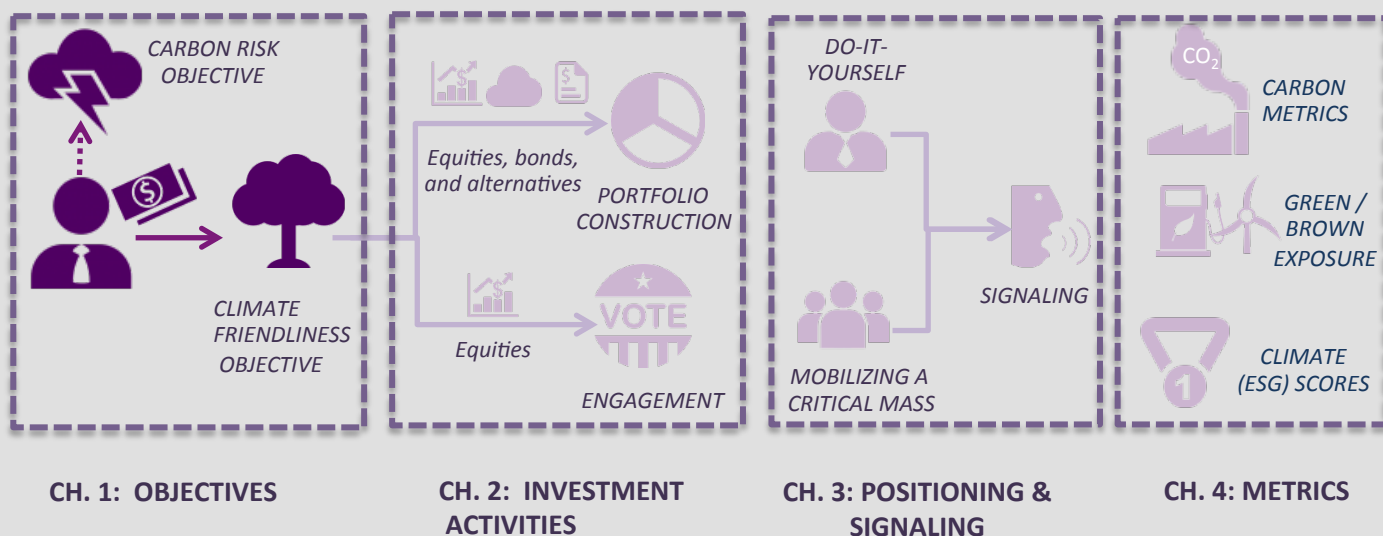 CARBON RISK
OBJECTIVE
CLIMATE
FRIENDLINESS
OBJECTIVE
Equities, bonds,
and alternatives
PORTFOLIO
CONSTRUCTION
Equities
VOTE
ENGAGEMENT
DO-IT-
YOURSELF
MOBILIZING A
CRITICAL MASS
SIGNALING
CO₂
CARBON
METRICS
GREEN /
BROWN
EXPOSURE
1
CLIMATE
(ESG) SCORES
CH. 1: OBJECTIVES
CH. 2: INVESTMENT
ACTIVITIES
CH. 3: POSITIONING &
SIGNALING
CH. 4: METRICS